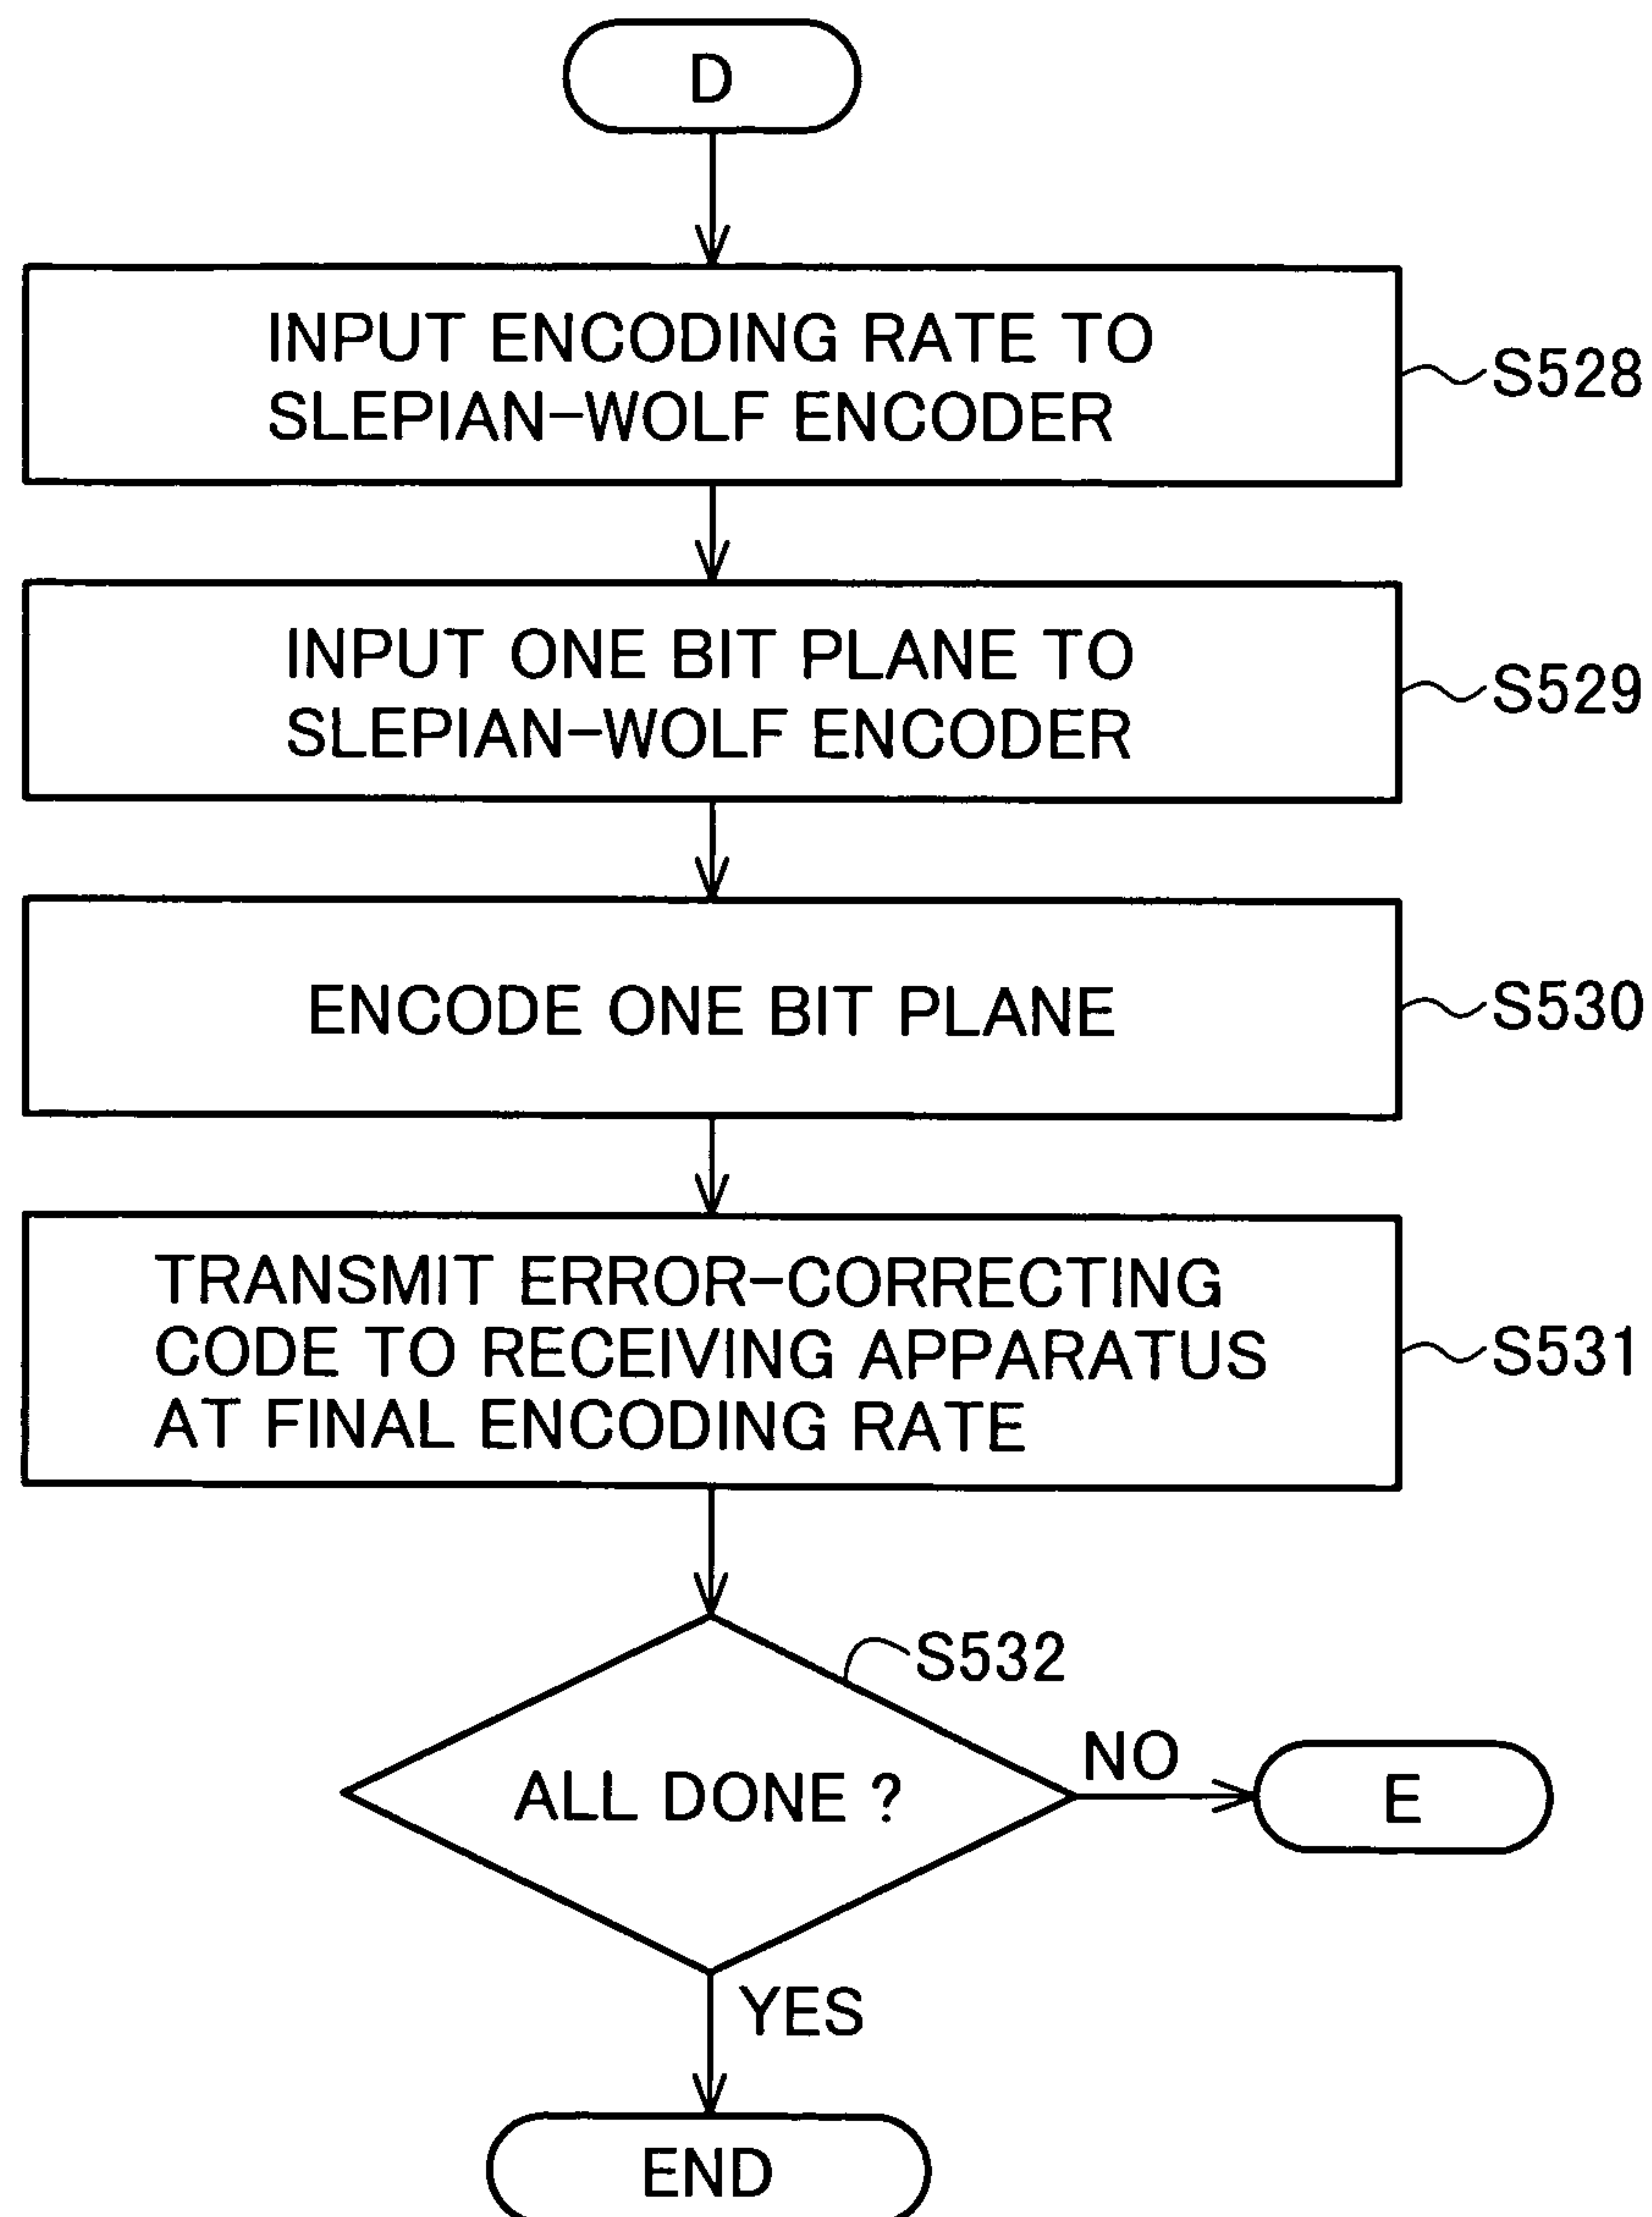 D
INPUT ENCODING RATE TO
SLEPIAN-WOLF ENCODER
S528
INPUT ONE BIT PLANE TO
SLEPIAN-WOLF ENCODER
S529
ENCODE ONE BIT PLANE
S530
TRANSMIT ERROR-CORRECTING
CODE TO RECEIVING APPARATUS
AT FINAL ENCODING RATE
S531
S532
ALL DONE ?
NO
E
YES
END